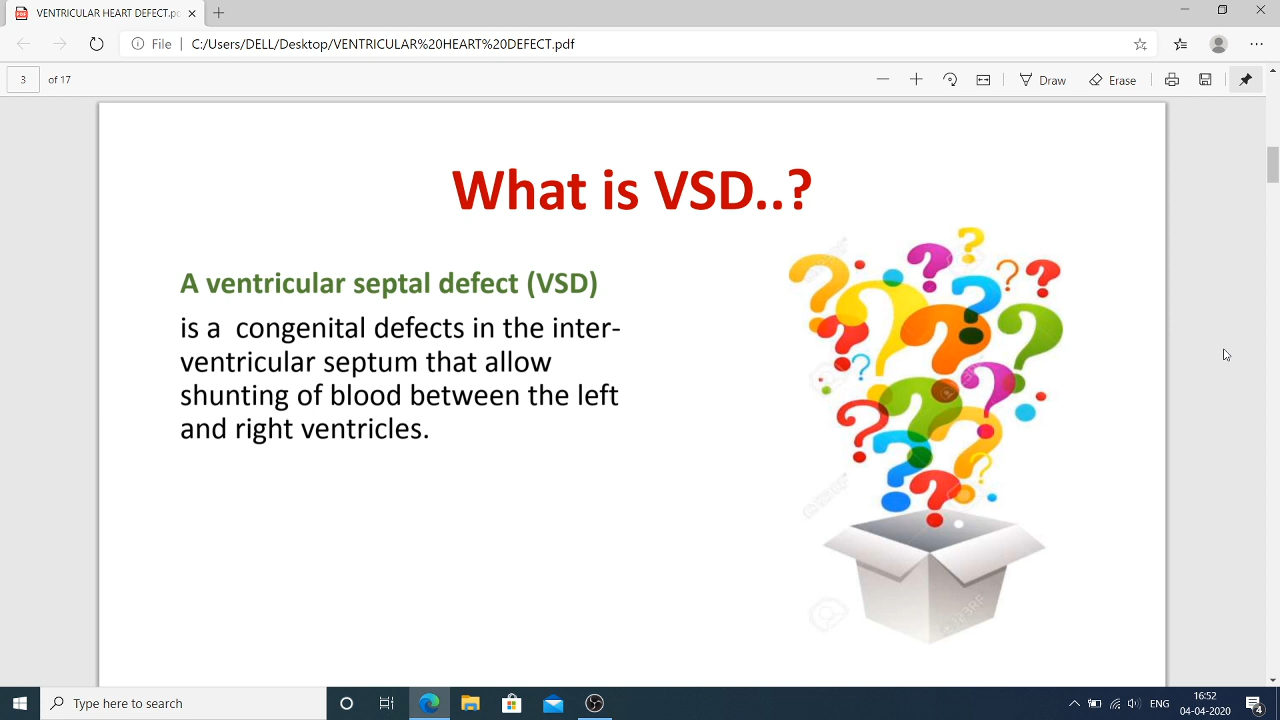 VENTRICULAR HEART DEFECT.pd
File | C:/Users/DELL/Desktop/VENTRICULAR%20HEART%20DEFECT.pdf
3 of 17
Draw
Erase
What is VSD..?
A ventricular septal defect (VSD)
is a  congenital defects in the inter-
ventricular septum that allow
shunting of blood between the left
and right ventricles.
123RF
Type here to search
ENG
16:52
04-04-2020
4